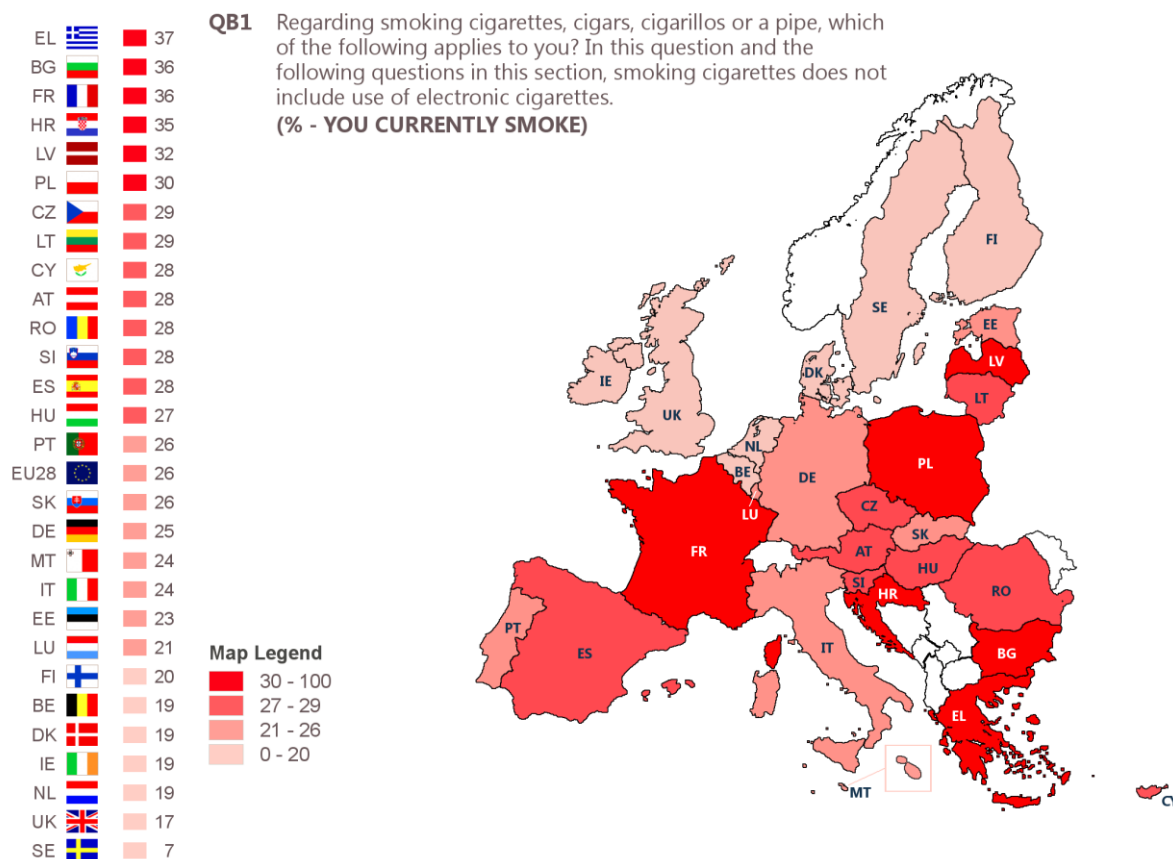 QB1 Regarding smoking cigarettes, cigars, cigarillos or a pipe, which
of the following applies to you? In this question and the
following questions in this section, smoking cigarettes does not
include use of electronic cigarettes.
(% - YOU CURRENTLY SMOKE)
EL 37
BG 36
FR 36
HR 35
LV 32
PL 30
CZ 29
LT 29
CY 28
AT 28
RO 28
SI 28
ES 28
HU 27
PT 26
EU28 26
SK 26
DE 25
MT 24
IT 24
EE 23
LU 21
FI 20
BE 19
DK 19
IE 19
NL 19
UK 17
SE 7
Map Legend
30 - 100
27 - 29
21 - 26
0 - 20
FI
SE
EE
LV
LT
DK
IE
UK
NL
BE
DE
PL
LU
CZ
SK
FR
AT
HU
SI
HR
RO
PT
ES
IT
BG
EL
MT
C